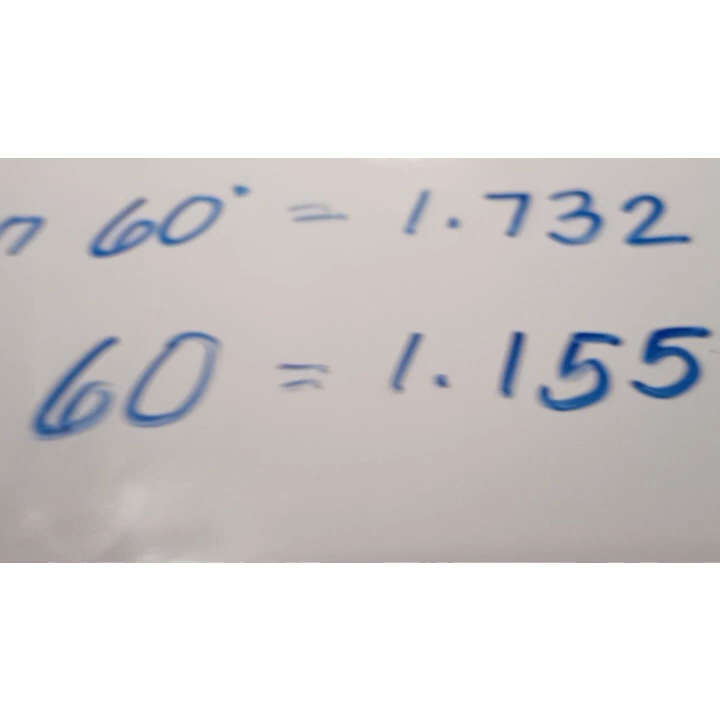 n 60° = 1.732
60 = 1.155